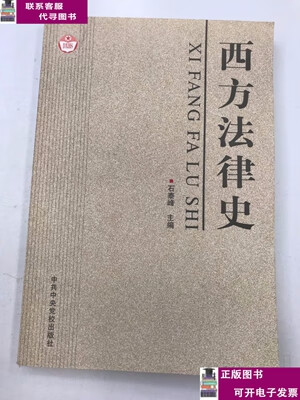 联系客服
代寻图书
西方法律史
XI FANG FA LU SHI
石泰峰 主编
中共中央党校出版社
正版图书
可开电子发票